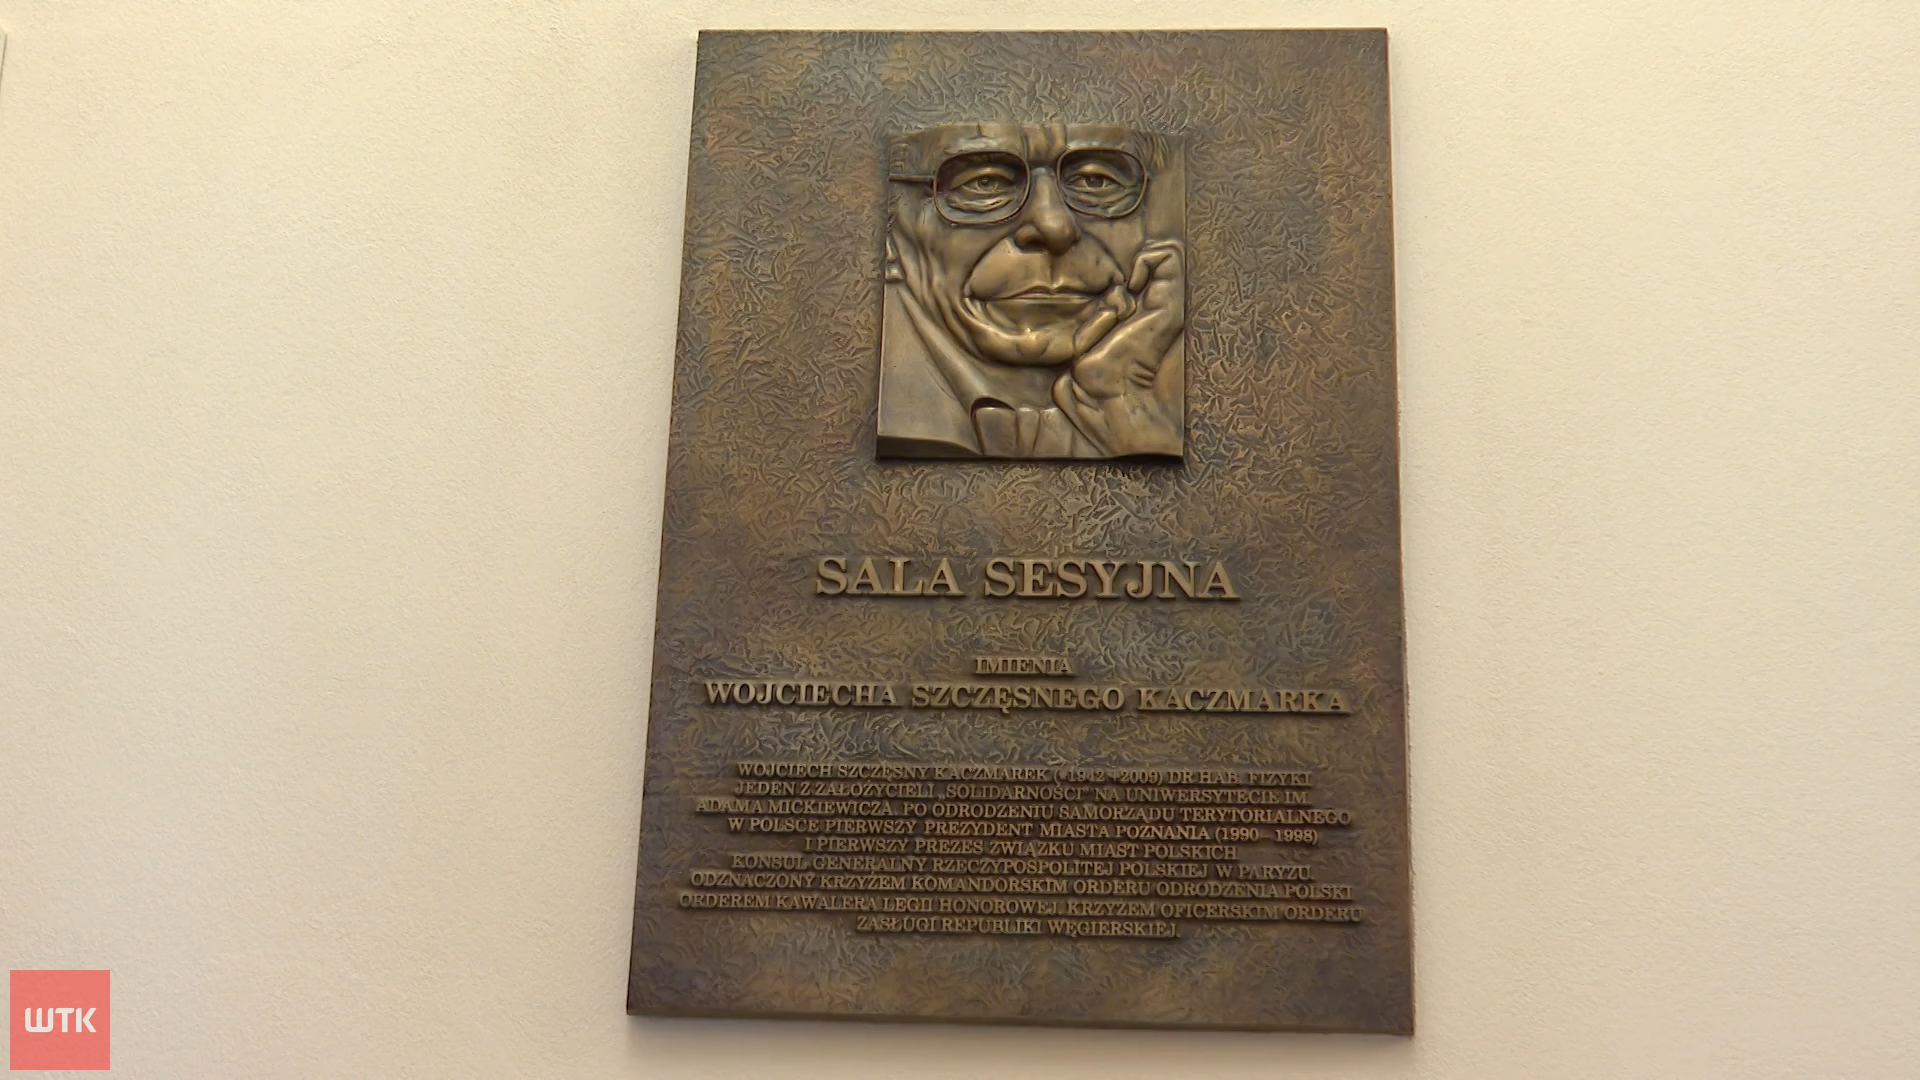 SALA SESYJNA
IMIENIA
WOJCIECHA SZCZĘSNEGO KACZMARKA
WOJCIECH SZCZĘSNY KACZMAREK (*1942 +2009) DR HAB. FIZYKI
JEDEN Z ZAŁOŻYCIELI „SOLIDARNOŚCI" NA UNIWERSYTECIE IM.
ADAMA MICKIEWICZA. PO ODRODZENIU SAMORZĄDU TERYTORIALNEGO
W POLSCE PIERWSZY PREZYDENT MIASTA POZNANIA (1990 - 1998)
I PIERWSZY PREZES ZWIĄZKU MIAST POLSKICH
KONSUL GENERALNY RZECZYPOSPOLITEJ POLSKIEJ W PARYŻU.
ODZNACZONY KRZYŻEM KOMANDORSKIM ORDERU ODRODZENIA POLSKI
ORDEREM KAWALERA LEGII HONOROWEJ, KRZYŻEM OFICERSKIM ORDERU
ZASŁUGI REPUBLIKI WĘGIERSKIEJ.
WTK